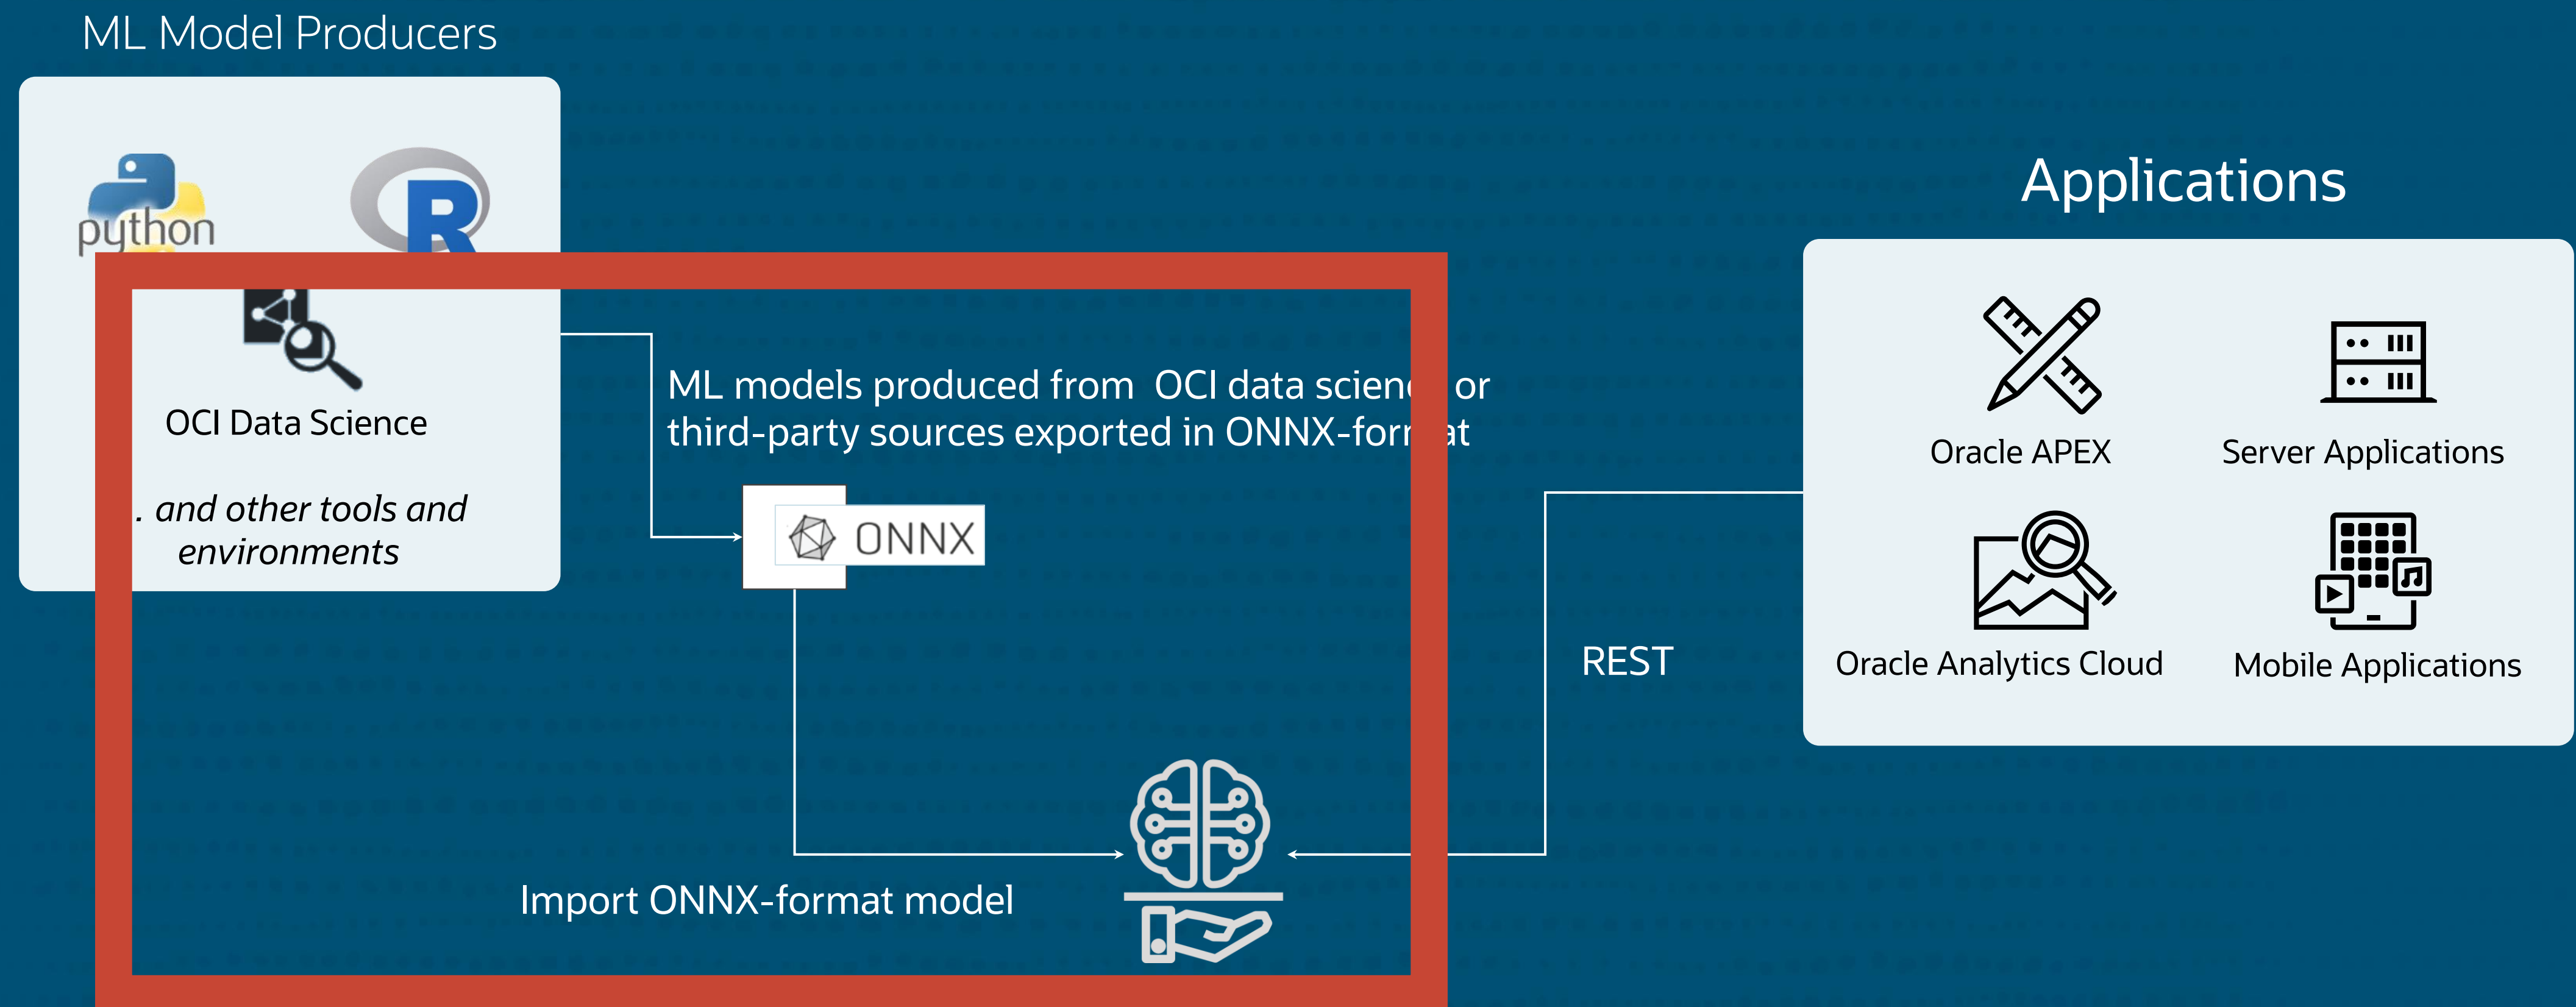 ML Model Producers
python
R
OCI Data Science
. and other tools and
environments
ML models produced from OCI data scien or
third-party sources exported in ONNX-for at
ONNX
Import ONNX-format model
REST
Applications
Oracle APEX
Server Applications
Oracle Analytics Cloud
Mobile Applications